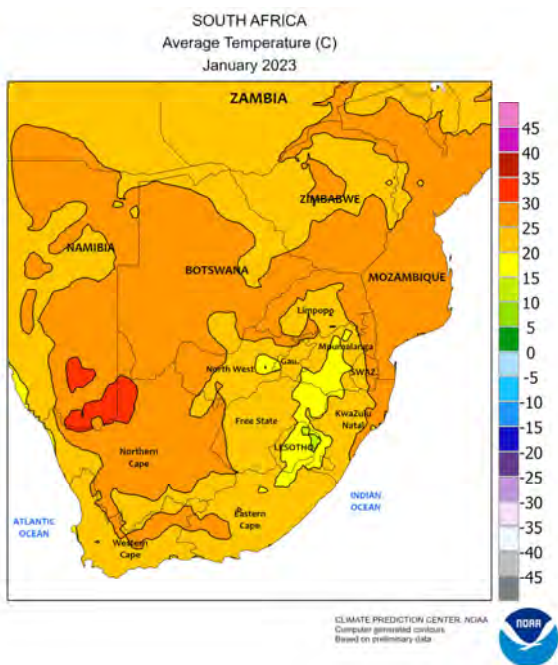 SOUTH AFRICA
Average Temperature (C)
January 2023
ZAMBIA
ZIMBABWE
NAMIBIA
BOTSWANA
MOZAMBIQUE
Limpopo
Mpumalanga
North West
Gau.
SWAZ.
Free State
KwaZulu
Natal
LESOTHO
Northern
Cape
INDIAN
OCEAN
Eastern
Cape
ATLANTIC
OCEAN
Western
Cape
45
40
35
30
25
20
15
10
5
0
-5
-10
-15
-20
-25
-30
-35
-40
-45
CLIMATE PREDICTION CENTER, NOAA
Computer generated contours
Based on preliminary data
NOAA